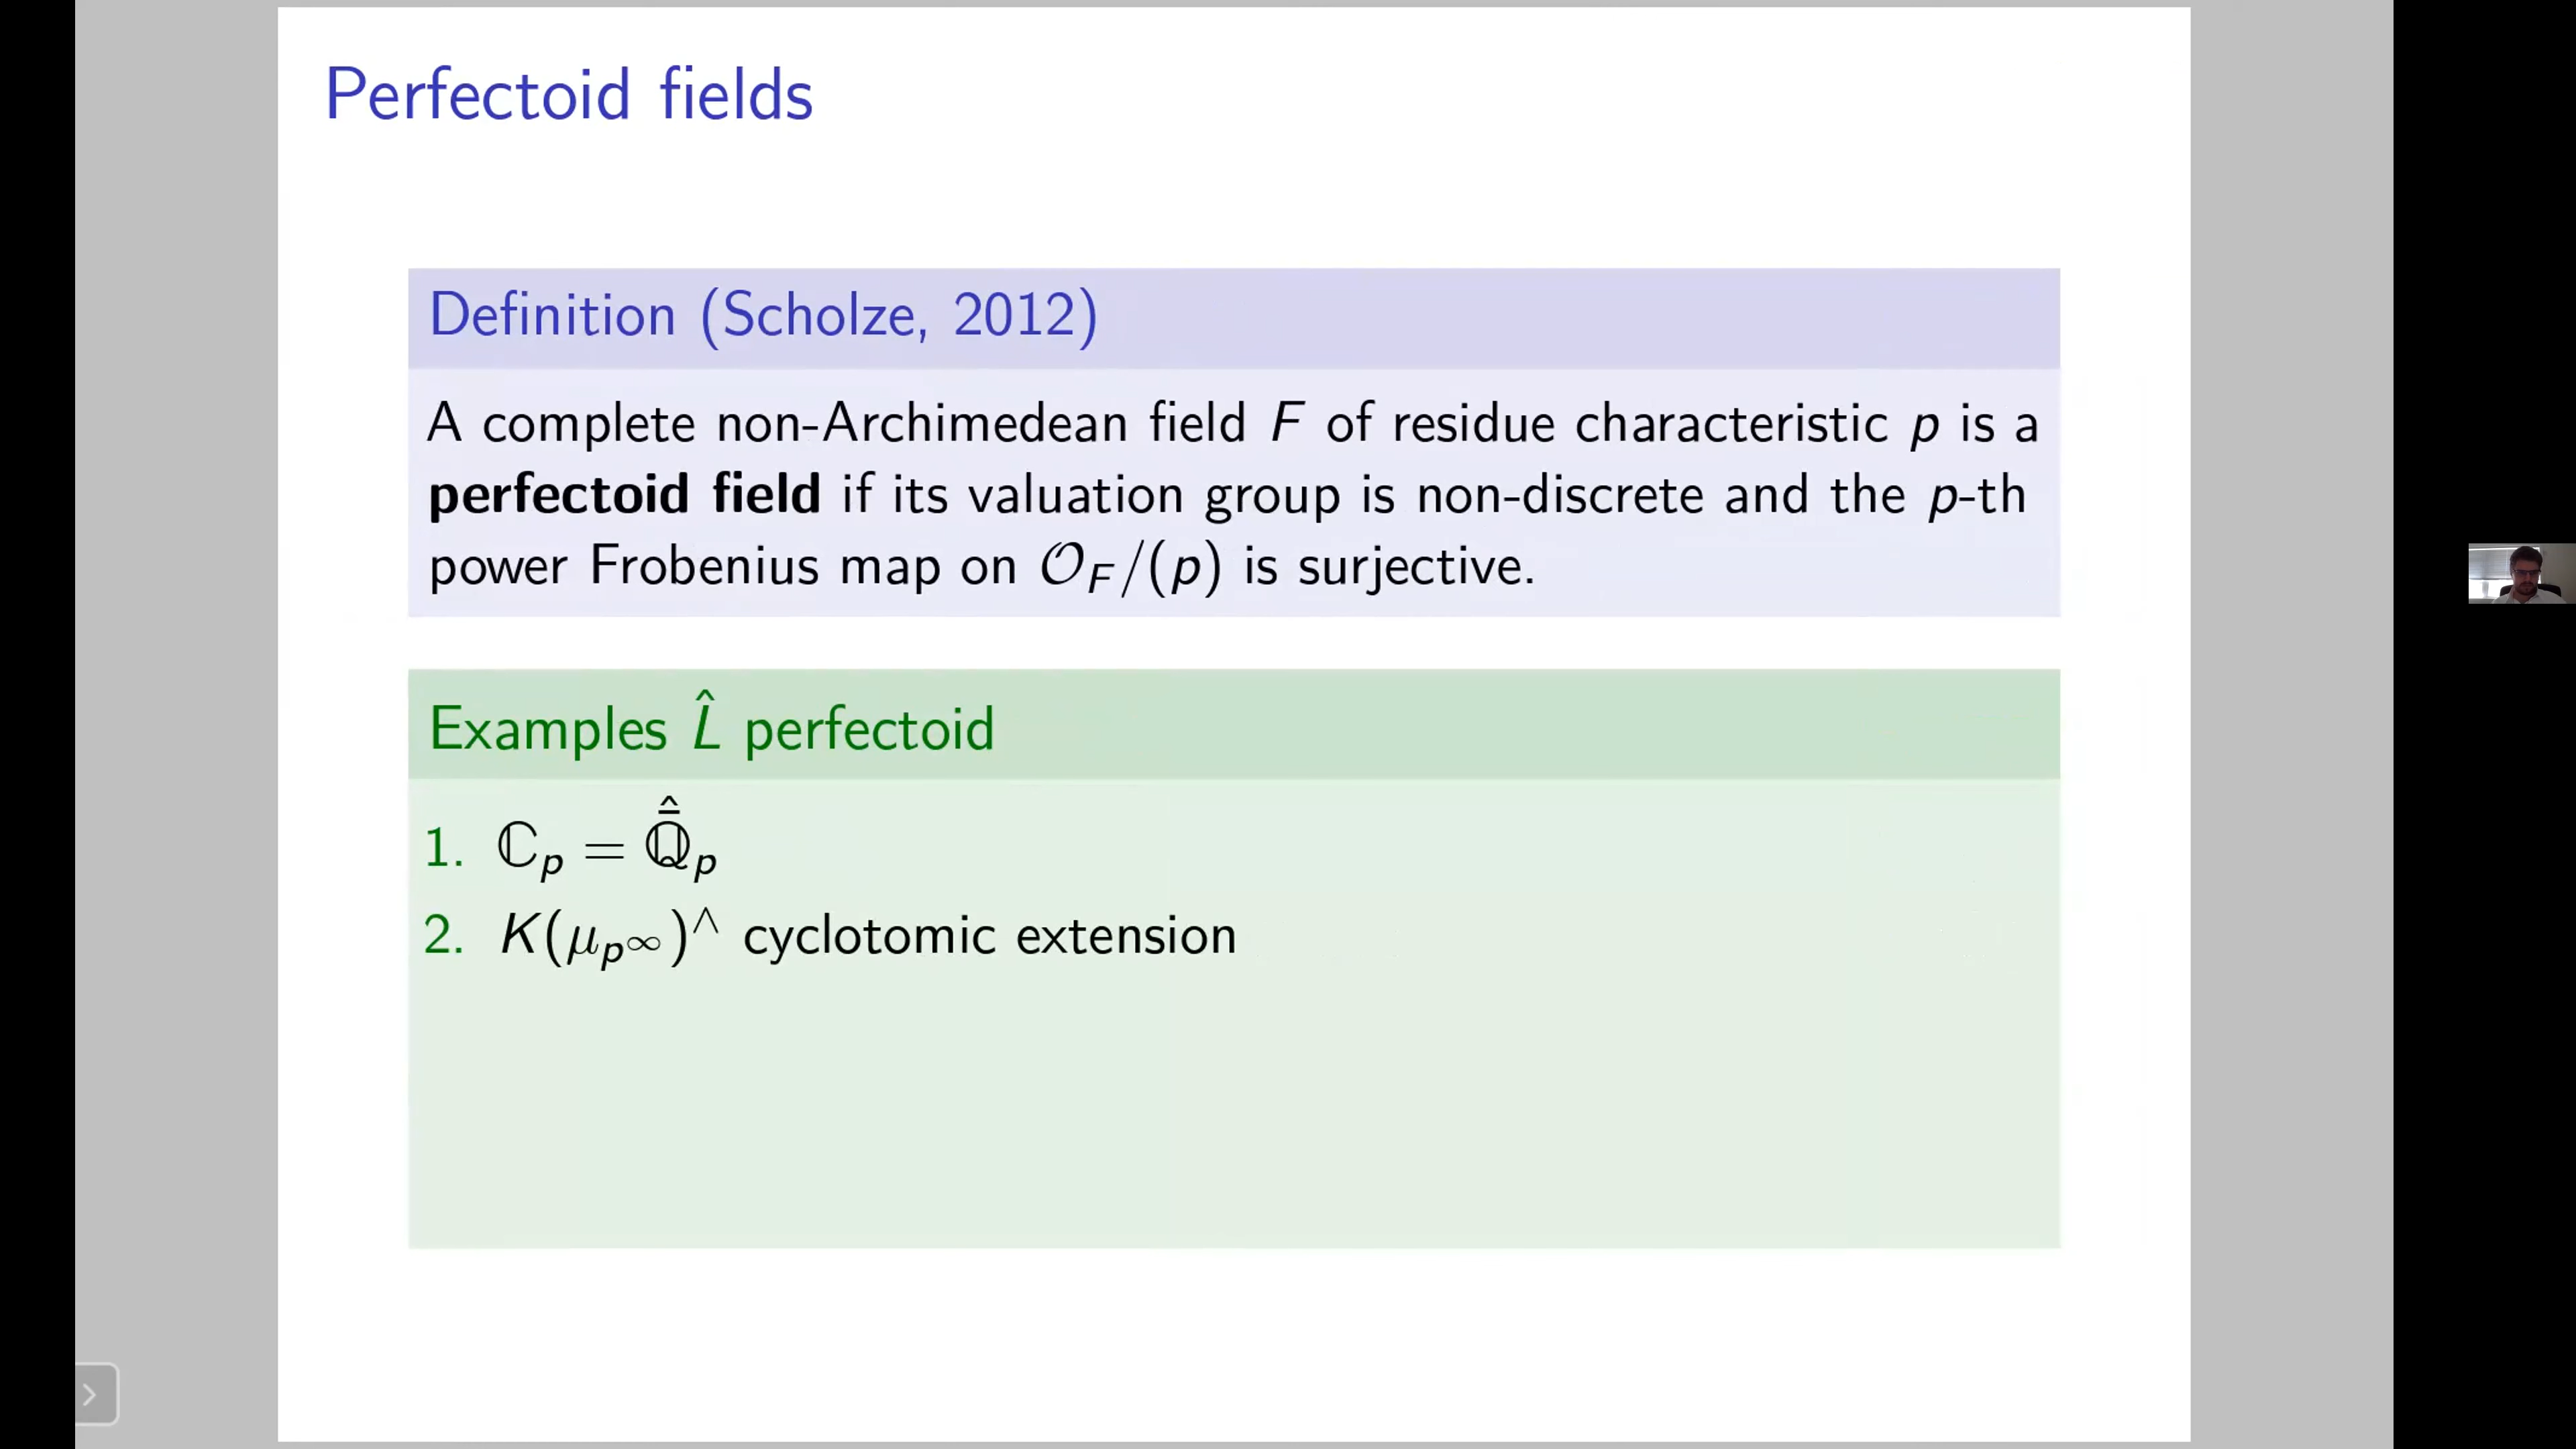 Perfectoid fields
Definition (Scholze, 2012)
A complete non-Archimedean field F of residue characteristic p is a
perfectoid field if its valuation group is non-discrete and the p-th
power Frobenius map on 𝒪_F/(p) is surjective.
Examples L̂ perfectoid
1. ℂ_p = \hat{\bar{ℚ}}_p
2. K(μ_{p^∞})^∧ cyclotomic extension